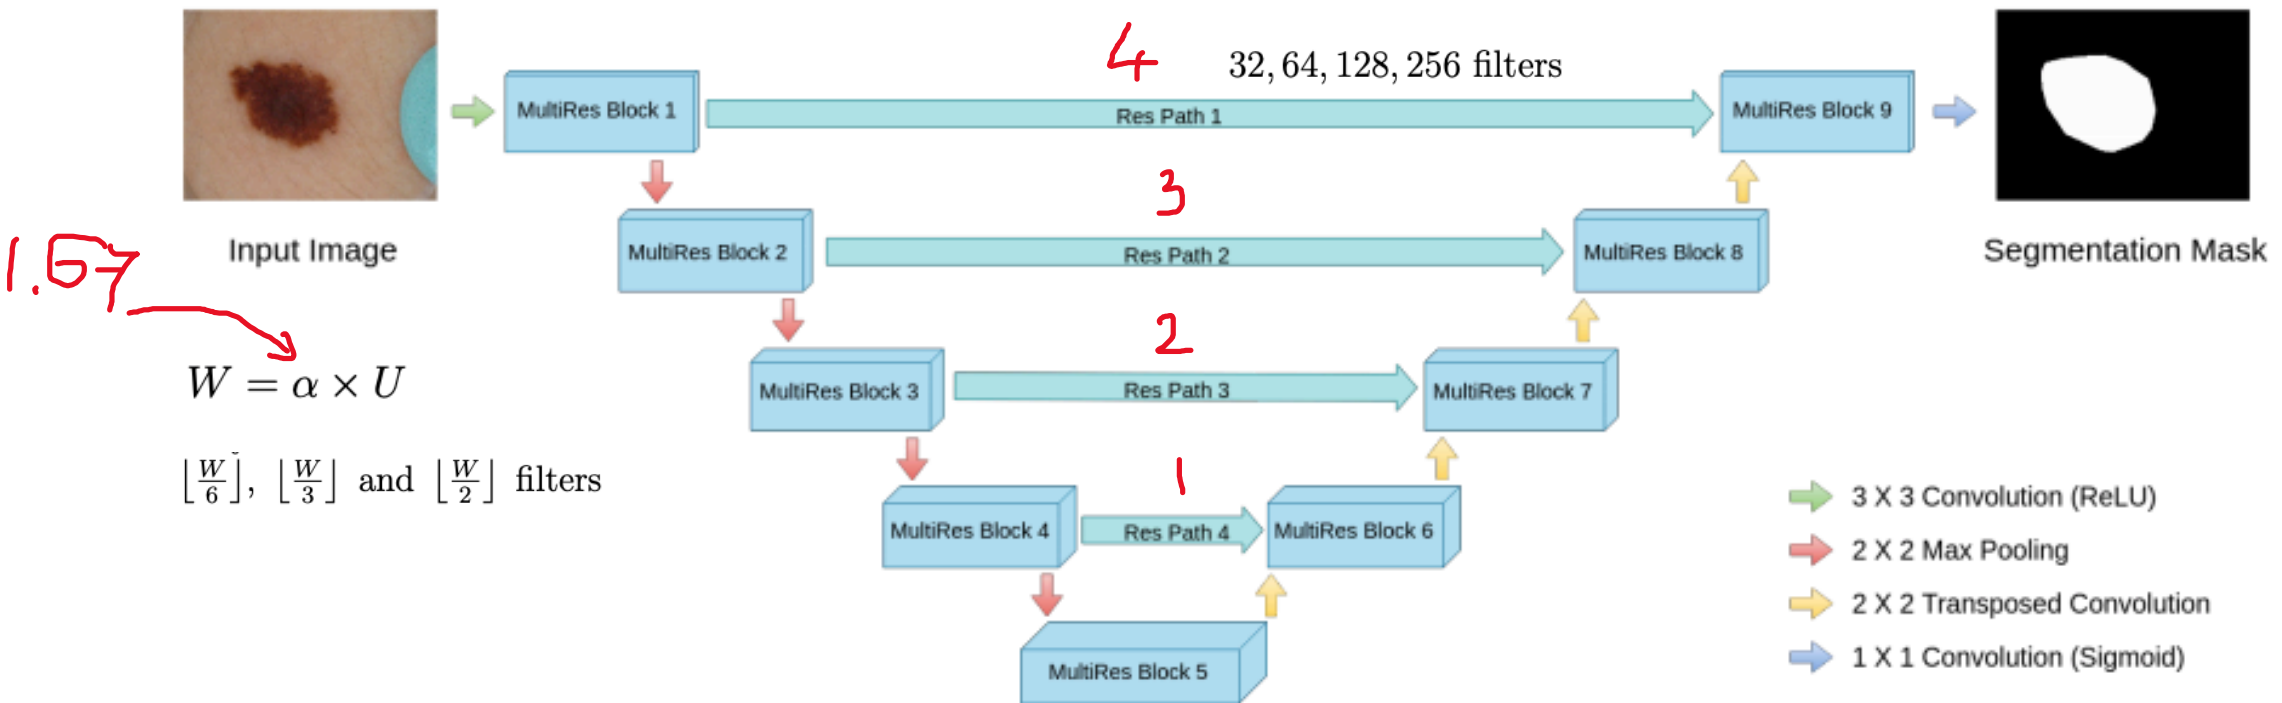 4
32, 64, 128, 256 filters
MultiRes Block 1
Res Path 1
MultiRes Block 9
3
Input Image
MultiRes Block 2
Res Path 2
MultiRes Block 8
Segmentation Mask
1.67
2
W = α × U
MultiRes Block 3
Res Path 3
MultiRes Block 7
⌊W/6⌋, ⌊W/3⌋ and ⌊W/2⌋ filters
1
MultiRes Block 4
Res Path 4
MultiRes Block 6
MultiRes Block 5
3 X 3 Convolution (ReLU)
2 X 2 Max Pooling
2 X 2 Transposed Convolution
1 X 1 Convolution (Sigmoid)